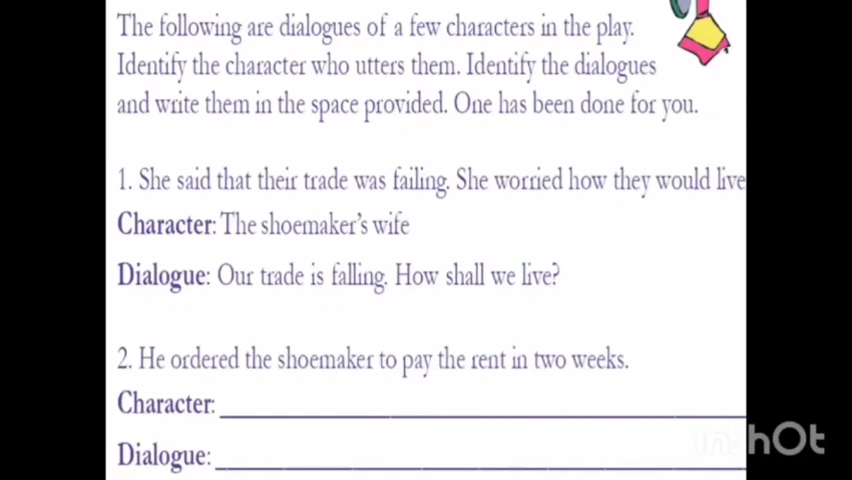 The following are dialogues of a few characters in the play.
Identify the character who utters them. Identify the dialogues
and write them in the space provided. One has been done for you.
1. She said that their trade was failing. She worried how they would live
Character: The shoemaker's wife
Dialogue: Our trade is falling. How shall we live?
2. He ordered the shoemaker to pay the rent in two weeks.
Character:
Dialogue:
InShOt